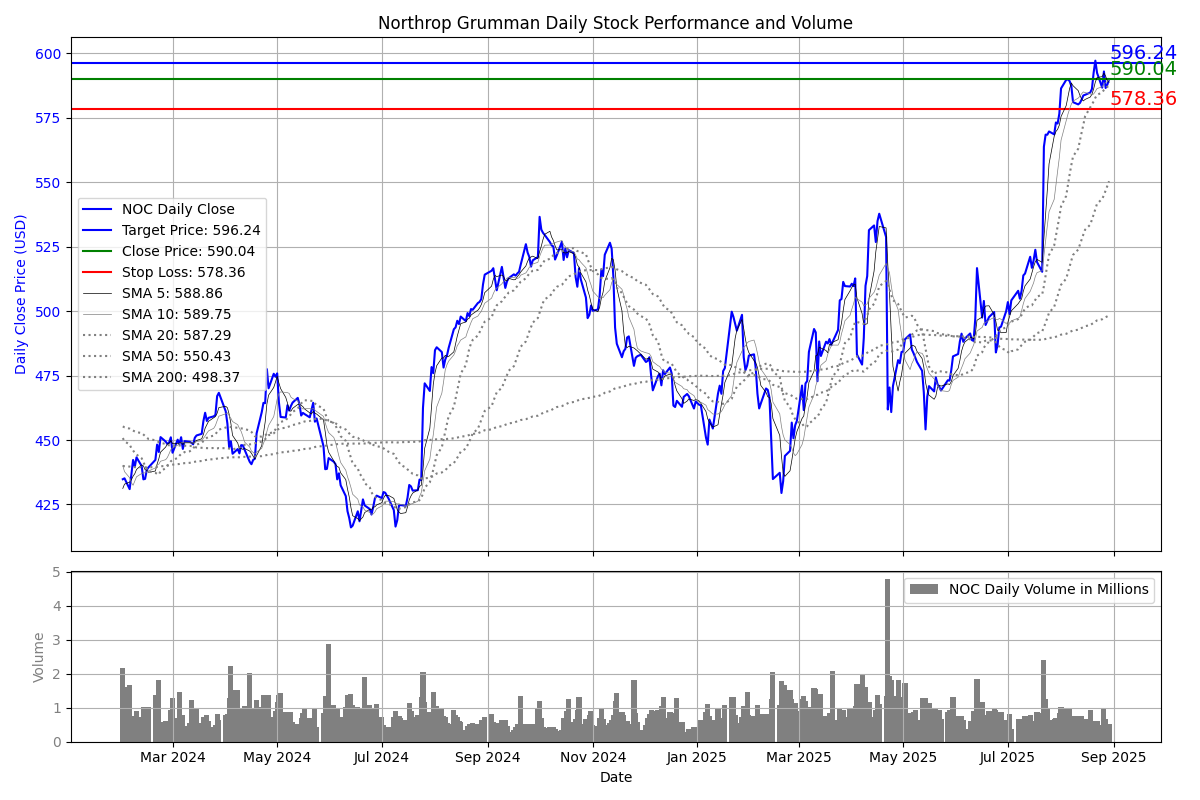 Northrop Grumman Daily Stock Performance and Volume
600
575
550
525
500
475
450
425
Daily Close Price (USD)
596.24
590.04
578.36
NOC Daily Close
Target Price: 596.24
Close Price: 590.04
Stop Loss: 578.36
SMA 5: 588.86
SMA 10: 589.75
SMA 20: 587.29
SMA 50: 550.43
SMA 200: 498.37
5
4
3
2
1
0
Volume
NOC Daily Volume in Millions
Mar 2024 May 2024 Jul 2024 Sep 2024 Nov 2024 Jan 2025 Mar 2025 May 2025 Jul 2025 Sep 2025
Date